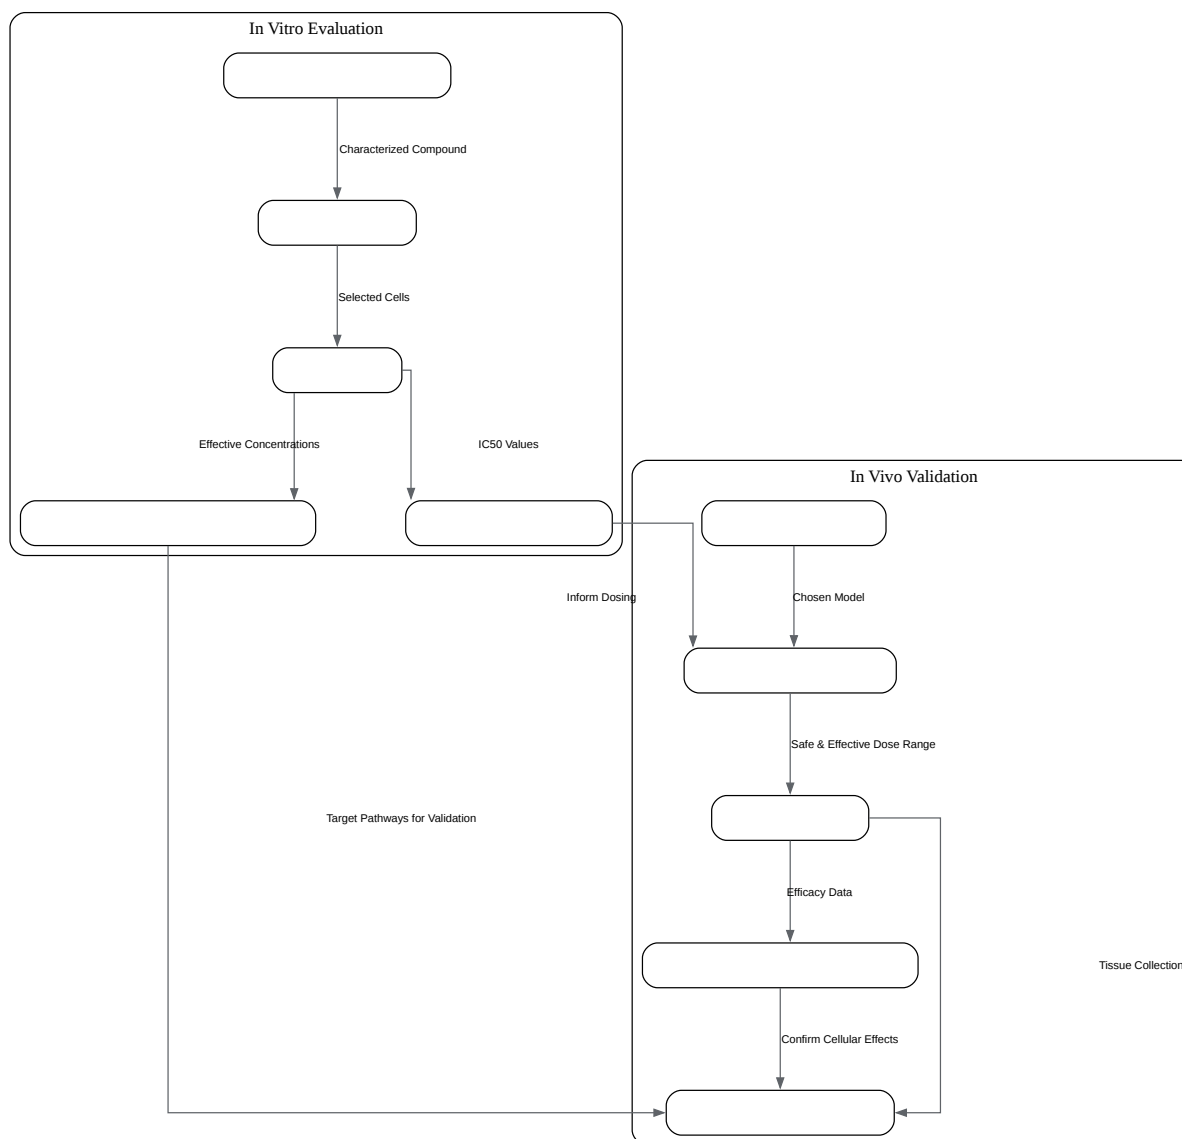 In Vitro Evaluation
Characterized Compound
Selected Cells
Effective Concentrations
IC50 Values
In Vivo Validation
Inform Dosing
Chosen Model
Safe & Effective Dose Range
Target Pathways for Validation
Efficacy Data
Tissue Collection
Confirm Cellular Effects